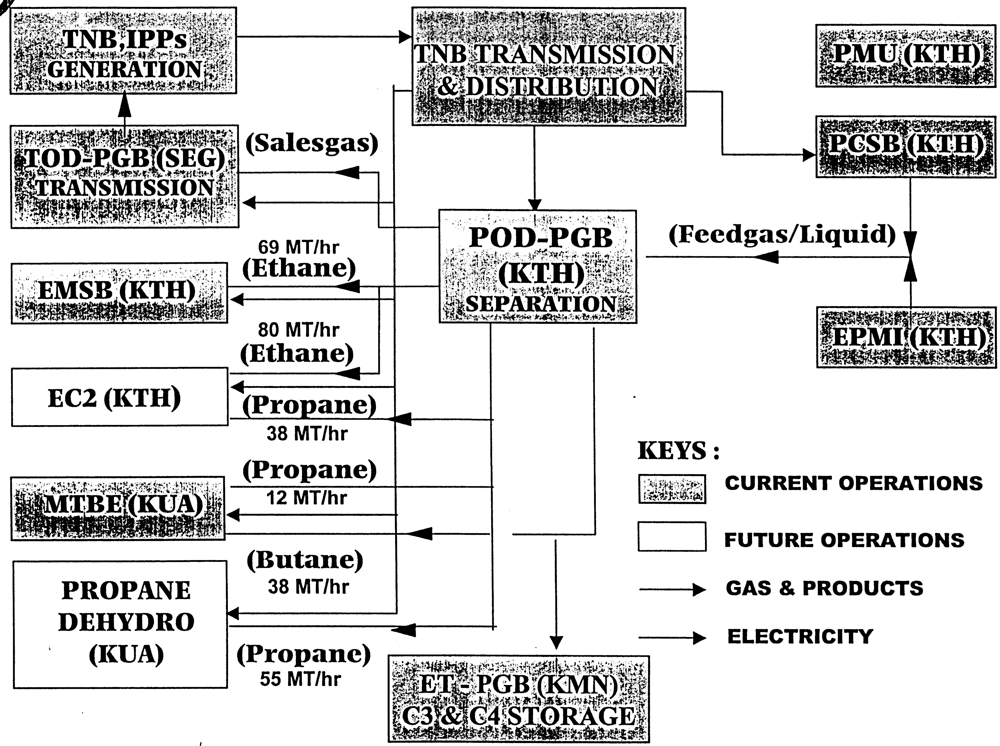 TNB,IPPs
GENERATION
TNB TRANSMISSION
& DISTRIBUTION
PMU (KTH)
PCSB (KTH)
TOD-PGB (SEG)
TRANSMISSION
(Salesgas)
POD-PGB
(KTH)
SEPARATION
(Feedgas/Liquid)
69 MT/hr
(Ethane)
EMSB (KTH)
80 MT/hr
(Ethane)
EPMI (KTH)
EC2 (KTH)
(Propane)
38 MT/hr
(Propane)
12 MT/hr
MTBE (KUA)
(Butane)
38 MT/hr
PROPANE
DEHYDRO
(KUA)
(Propane)
55 MT/hr
ET - PGB (KMN)
C3 & C4 STORAGE
KEYS :
CURRENT OPERATIONS
FUTURE OPERATIONS
GAS & PRODUCTS
ELECTRICITY